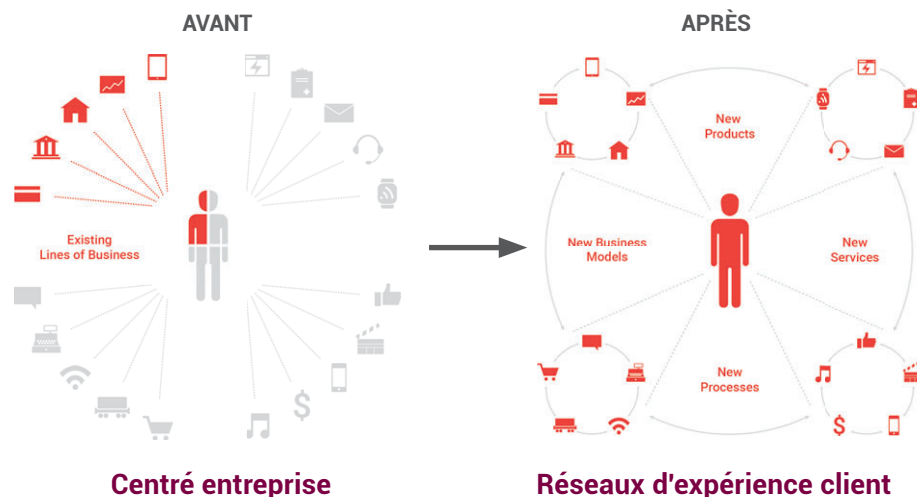 AVANT
APRÈS
Existing
Lines of Business
New
Products
New Business
Models
New
Services
New
Processes
$
$
Centré entreprise
Réseaux d'expérience client